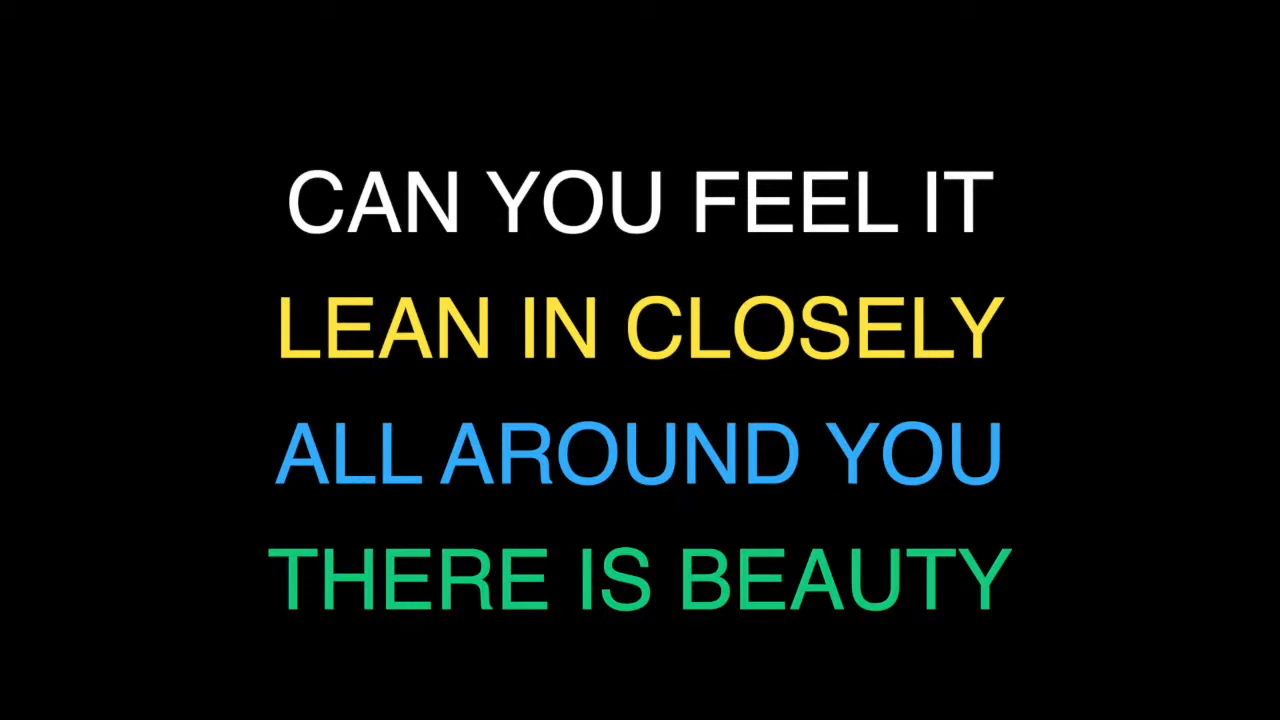 CAN YOU FEEL IT
LEAN IN CLOSELY
ALL AROUND YOU
THERE IS BEAUTY